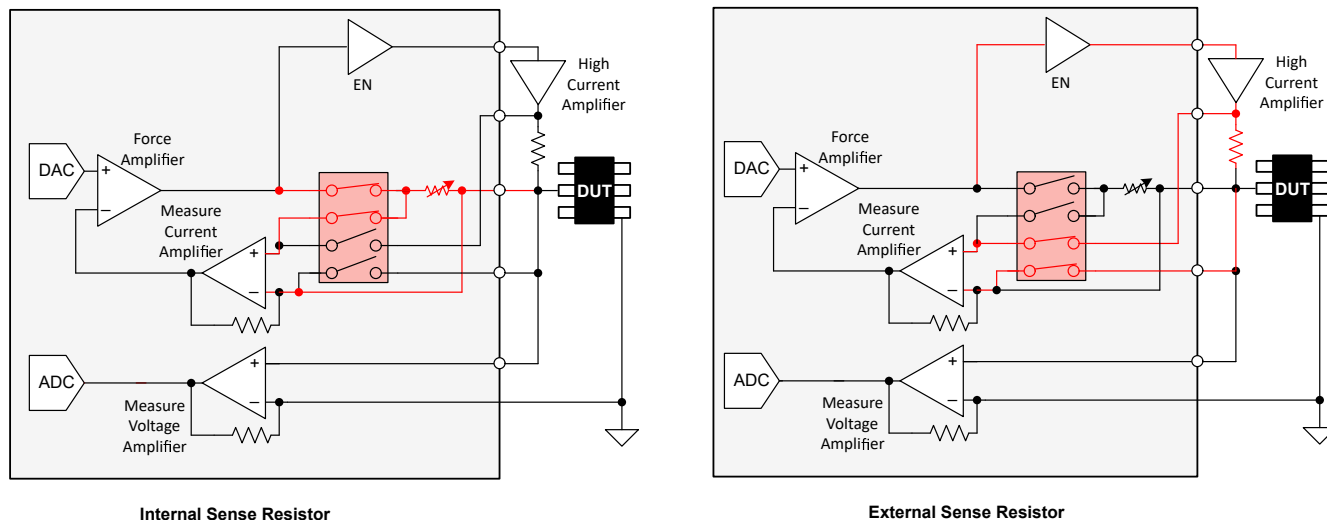 EN
High
Current
Amplifier
Force
Amplifier
DAC
+
−
DUT
Measure
Current
Amplifier
+
−
ADC
+
−
Measure
Voltage
Amplifier
Internal Sense Resistor
EN
High
Current
Amplifier
Force
Amplifier
DAC
+
−
DUT
Measure
Current
Amplifier
+
−
ADC
+
−
Measure
Voltage
Amplifier
External Sense Resistor